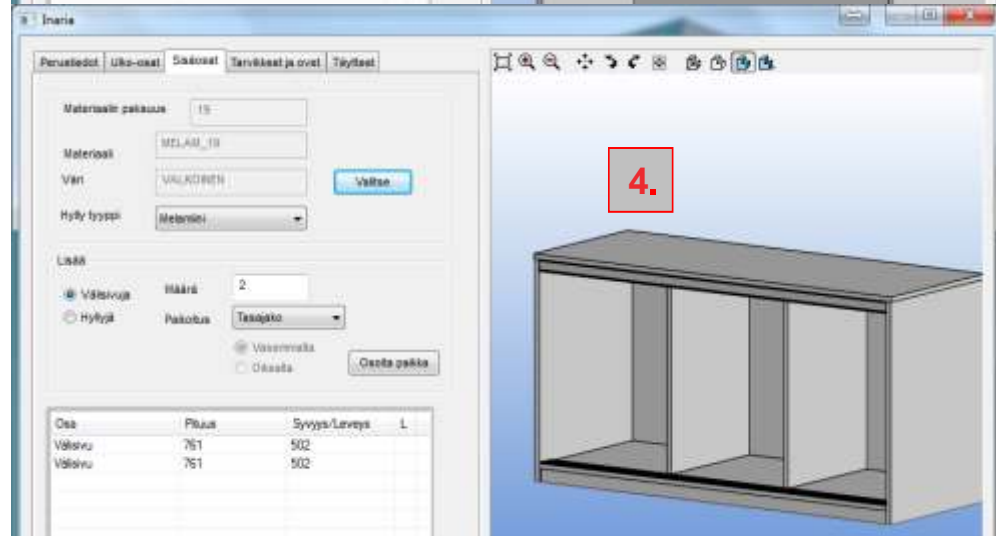 Inaria
Perustiedot Ulko-osat Sisäosat Tarvikkeet ja ovet Täytteet
Materiaalin paksuus 19
Materiaali MELAM_19
Väri VALKOINEN Valitse
Hylly tyyppi Melamiini
4.
Lisää
Välisivuja Määrä 2
Hyllyjä Paikoitus Tasajako
Vasemmalta
Oikealta Osoita paikka
Osa Pituus Syvyys/Leveys L
Välisivu 761 502
Välisivu 761 502